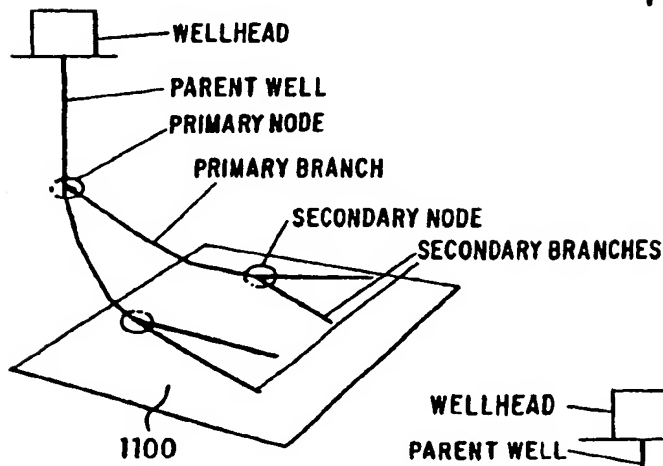 WELLHEAD
PARENT WELL
PRIMARY NODE
PRIMARY BRANCH
SECONDARY NODE
SECONDARY BRANCHES
1100
WELLHEAD
PARENT WELL